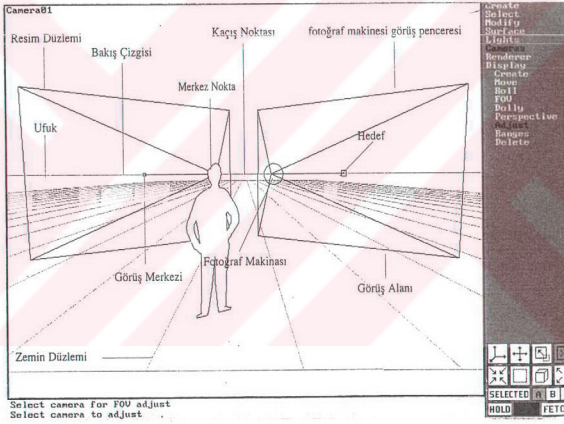 Camera01
Resim Düzlemi
Bakış Çizgisi
Kaçış Noktası
fotoğraf makinesi görüş penceresi
Merkez Nokta
Ufuk
Hedef
Görüş Merkezi
Fotoğraf Makinası
Görüş Alanı
Zemin Düzlemi
Select camera for FOV adjust
Select camera to adjust .
Create
Select
Modify
Surface
Lights
Cameras
Renderer
Display
Create
Move
Roll
FOV
Dolly
Perspective
Adjust
Ranges
Delete
SELECTED A B
HOLD FETC